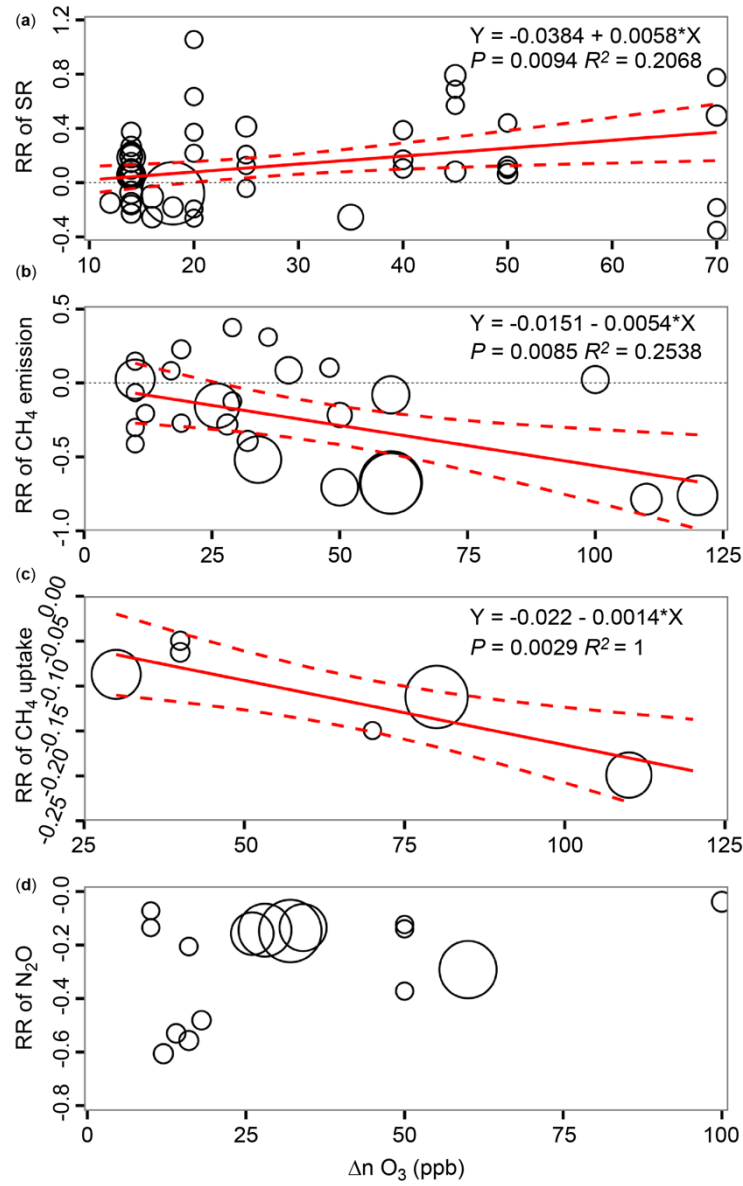 (a)
Y = -0.0384 + 0.0058*X
P = 0.0094 R² = 0.2068
RR of SR
1.2
0.8
0.4
0.0
-0.4
10 20 30 40 50 60 70
(b)
Y = -0.0151 - 0.0054*X
P = 0.0085 R² = 0.2538
RR of CH₄ emission
0.5
0.0
-0.5
-1.0
0 25 50 75 100 125
(c)
Y = -0.022 - 0.0014*X
P = 0.0029 R² = 1
RR of CH₄ uptake
0.00
-0.05
-0.10
-0.15
-0.20
-0.25
25 50 75 100 125
(d)
RR of N₂O
-0.0
-0.2
-0.4
-0.6
-0.8
0 25 50 75 100
Δn O₃ (ppb)